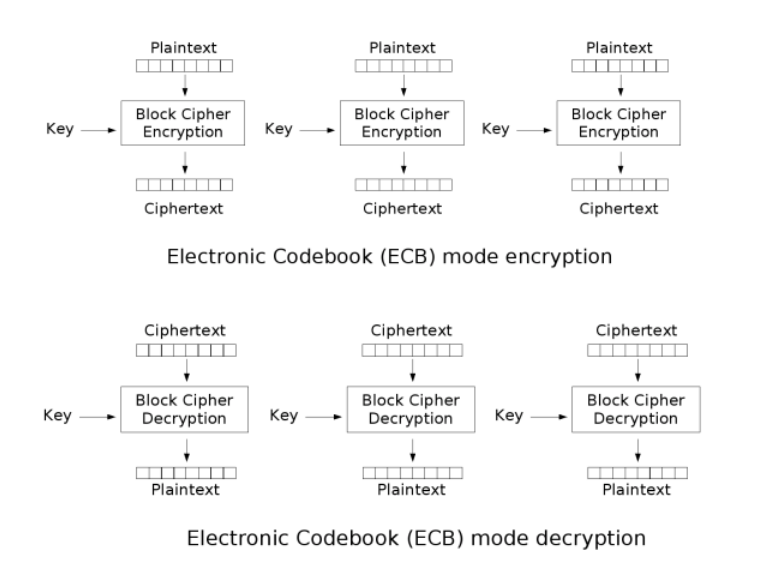 Plaintext Plaintext Plaintext
Key Block Cipher Encryption Key Block Cipher Encryption Key Block Cipher Encryption
Ciphertext Ciphertext Ciphertext
Electronic Codebook (ECB) mode encryption
Ciphertext Ciphertext Ciphertext
Key Block Cipher Decryption Key Block Cipher Decryption Key Block Cipher Decryption
Plaintext Plaintext Plaintext
Electronic Codebook (ECB) mode decryption